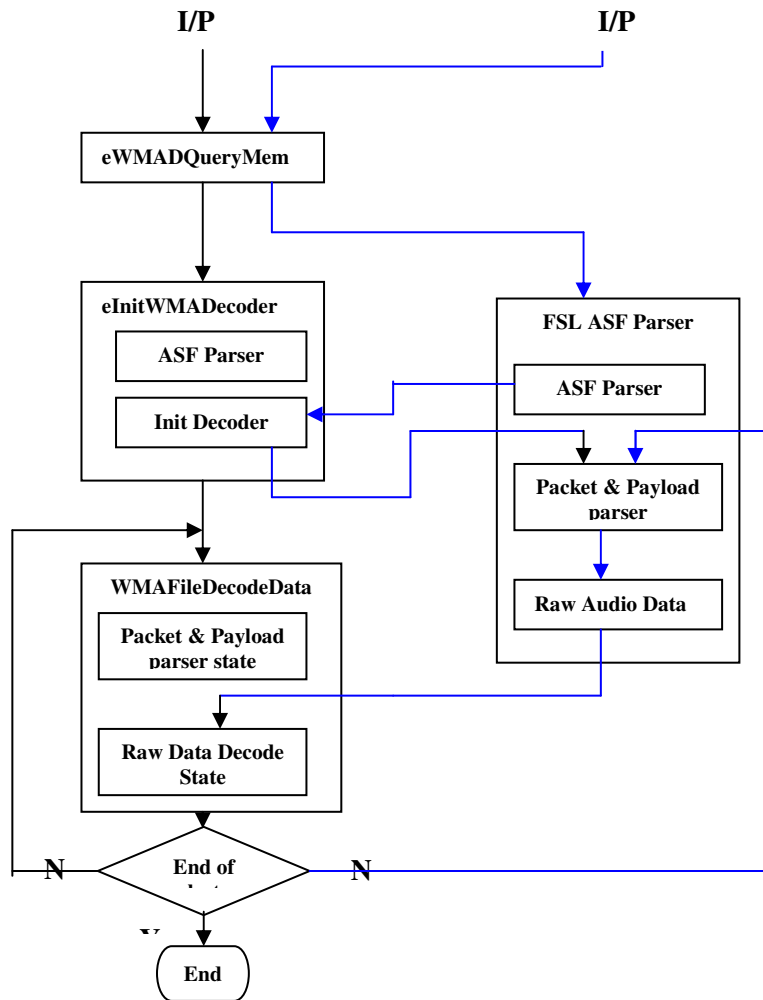 I/P
I/P
eWMADQueryMem
eInitWMADecoder
ASF Parser
Init Decoder
FSL ASF Parser
ASF Parser
Packet & Payload
parser
Raw Audio Data
WMAFileDecodeData
Packet & Payload
parser state
Raw Data Decode
State
N
End of
N
End